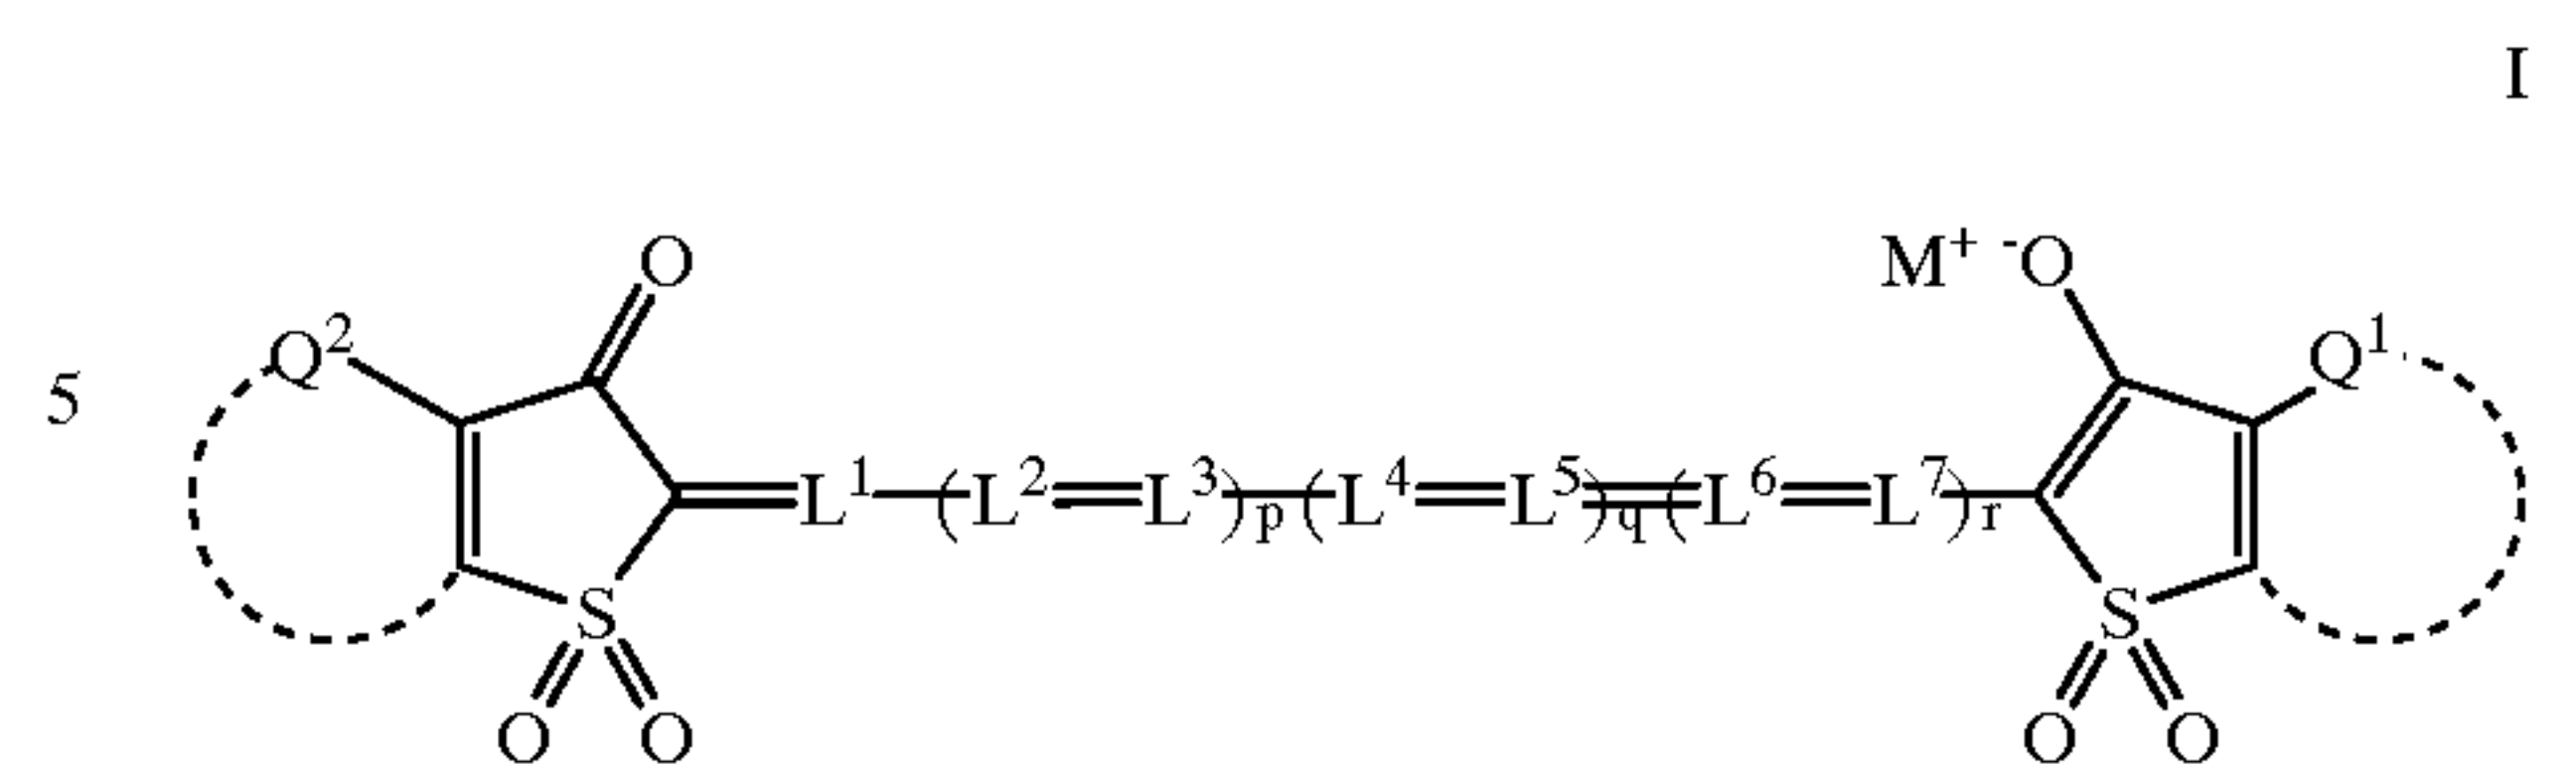 I
O M⁺ ⁻O
Q² Q¹
5
L¹—(L²=L³)p—(L⁴=L⁵)q=(L⁶=L⁷)r
S S
O O O O